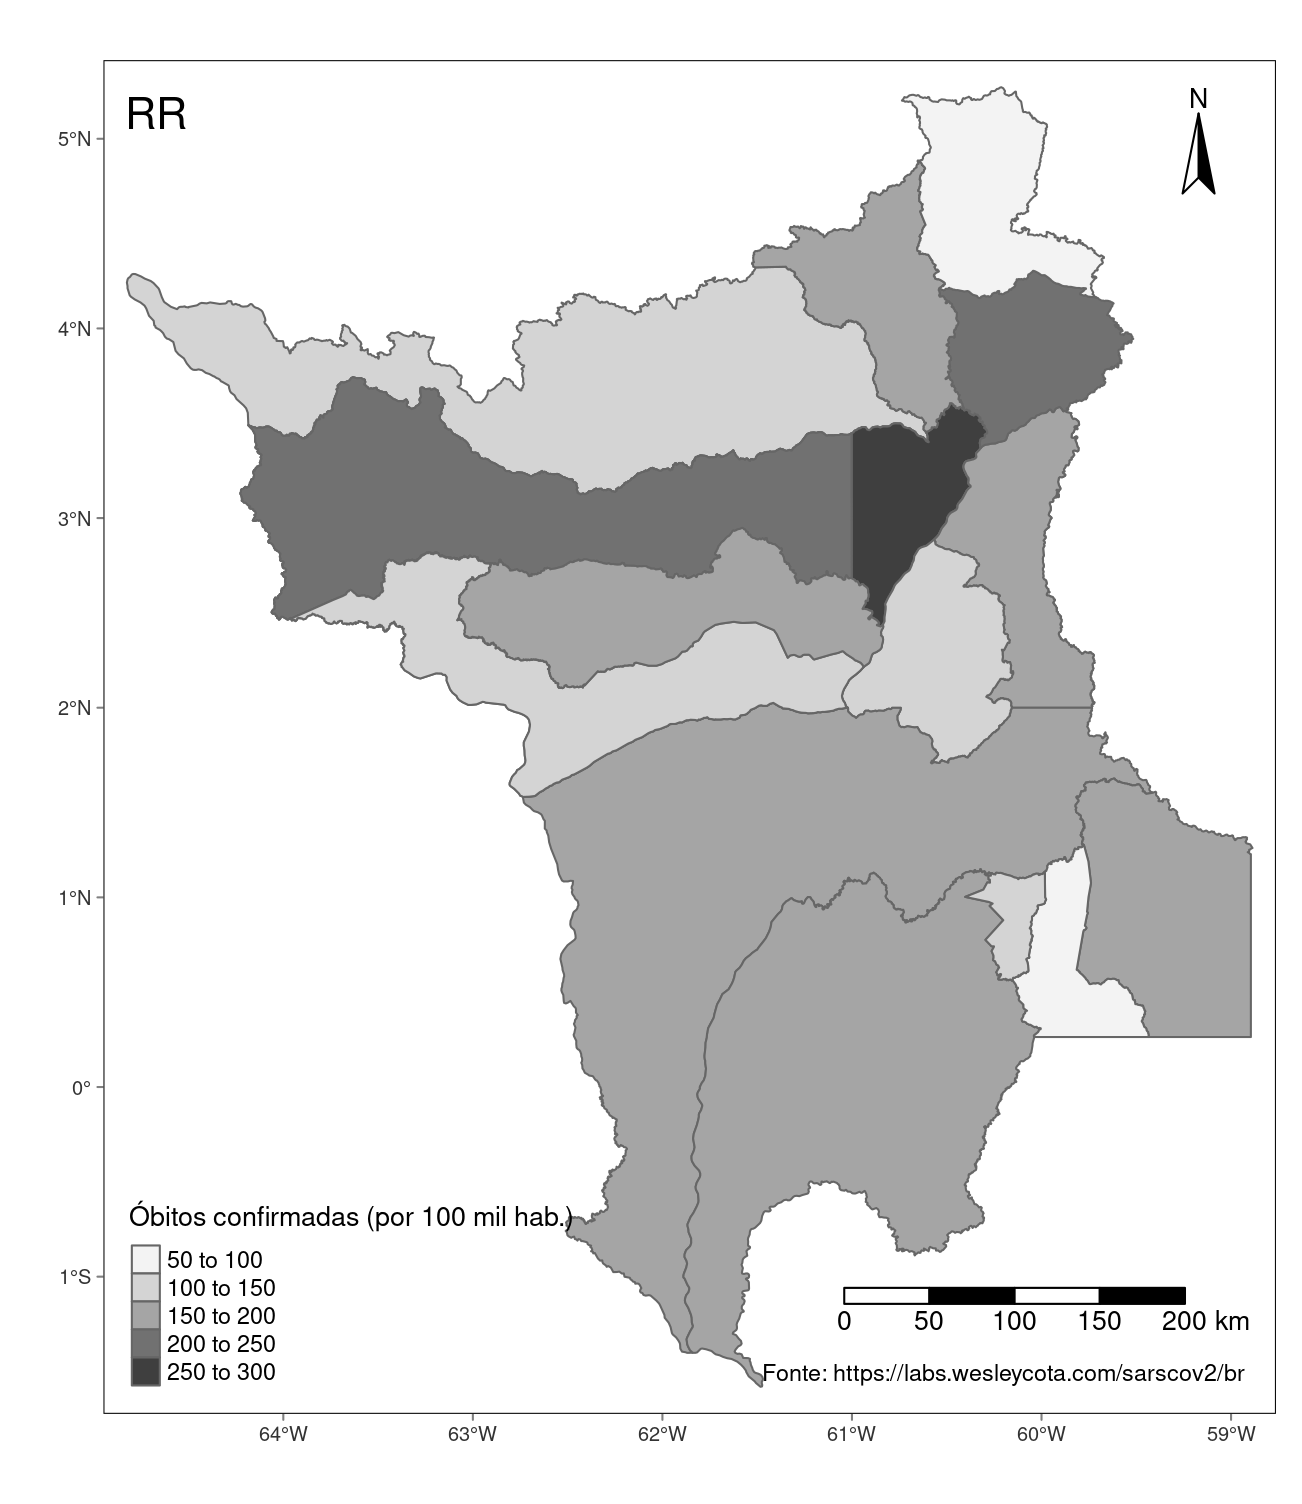 RR
N
5°N
4°N
3°N
2°N
1°N
0°
1°S
Óbitos confirmadas (por 100 mil hab.)
50 to 100
100 to 150
150 to 200
200 to 250
250 to 300
0 50 100 150 200 km
Fonte: https://labs.wesleycota.com/sarscov2/br
64°W 63°W 62°W 61°W 60°W 59°W